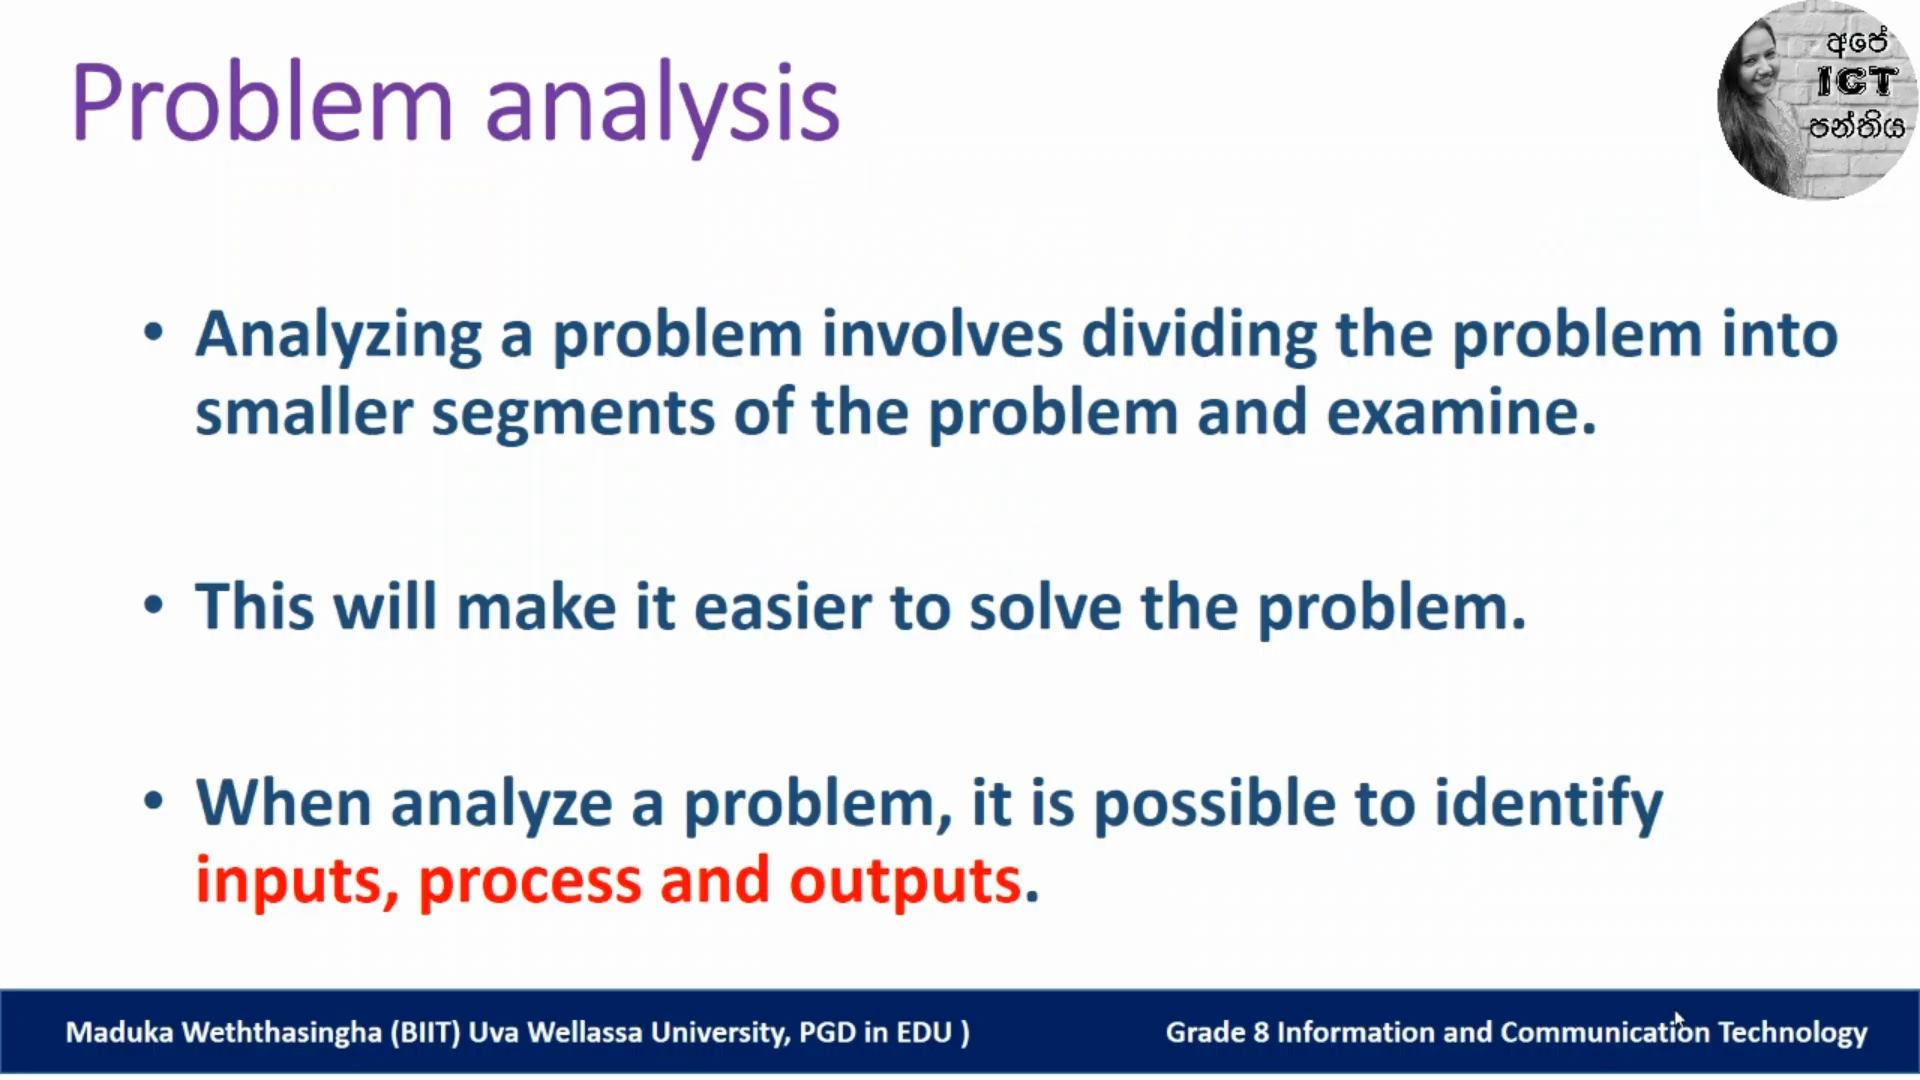 Problem analysis
අපේ
ICT
පන්තිය
• Analyzing a problem involves dividing the problem into
smaller segments of the problem and examine.
• This will make it easier to solve the problem.
• When analyze a problem, it is possible to identify
inputs, process and outputs.
Maduka Weththasingha (BIIT) Uva Wellassa University, PGD in EDU )
Grade 8 Information and Communication Technology